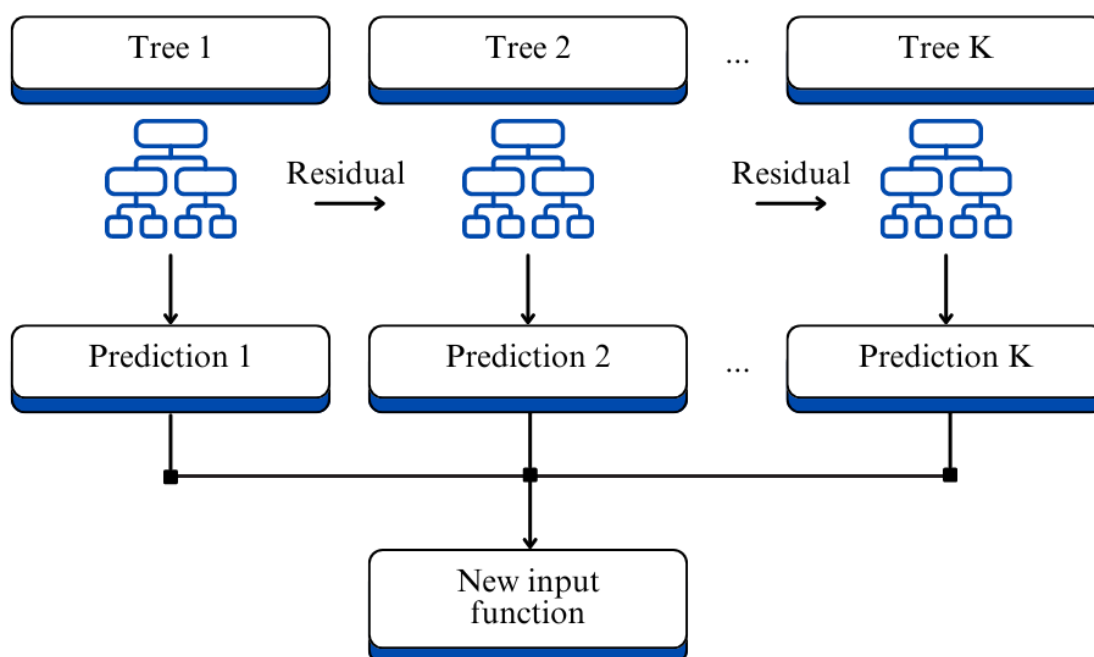 Tree 1
Tree 2
...
Tree K
Residual
Residual
Prediction 1
Prediction 2
...
Prediction K
New input
function